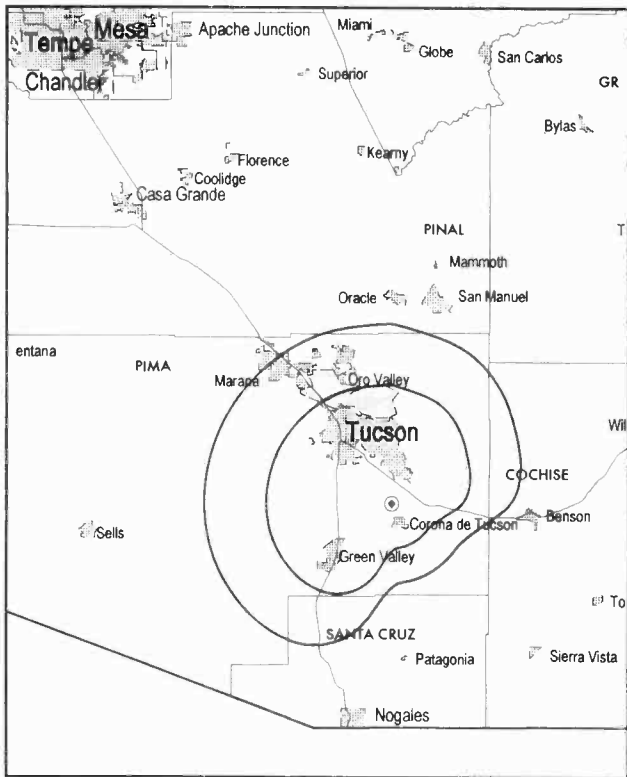 Tempe
Mesa
Apache Junction
Miami
Globe
San Carlos
Superior
Chandler
GR
Bylas
Kearny
Florence
Coolidge
Casa Grande
PINAL
T
Mammoth
Oracle
San Manuel
entana
PIMA
Marana
Oro Valley
Tucson
Wil
COCHISE
Benson
Corona de Tucson
Sells
Green Valley
To
SANTA CRUZ
Patagonia
Sierra Vista
Nogales